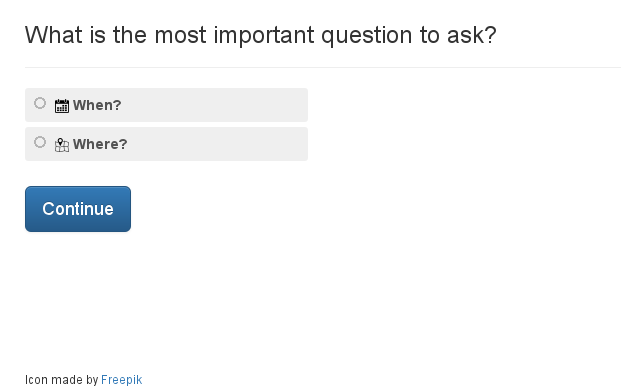 What is the most important question to ask?
When?
Where?
Continue
Icon made by Freepik